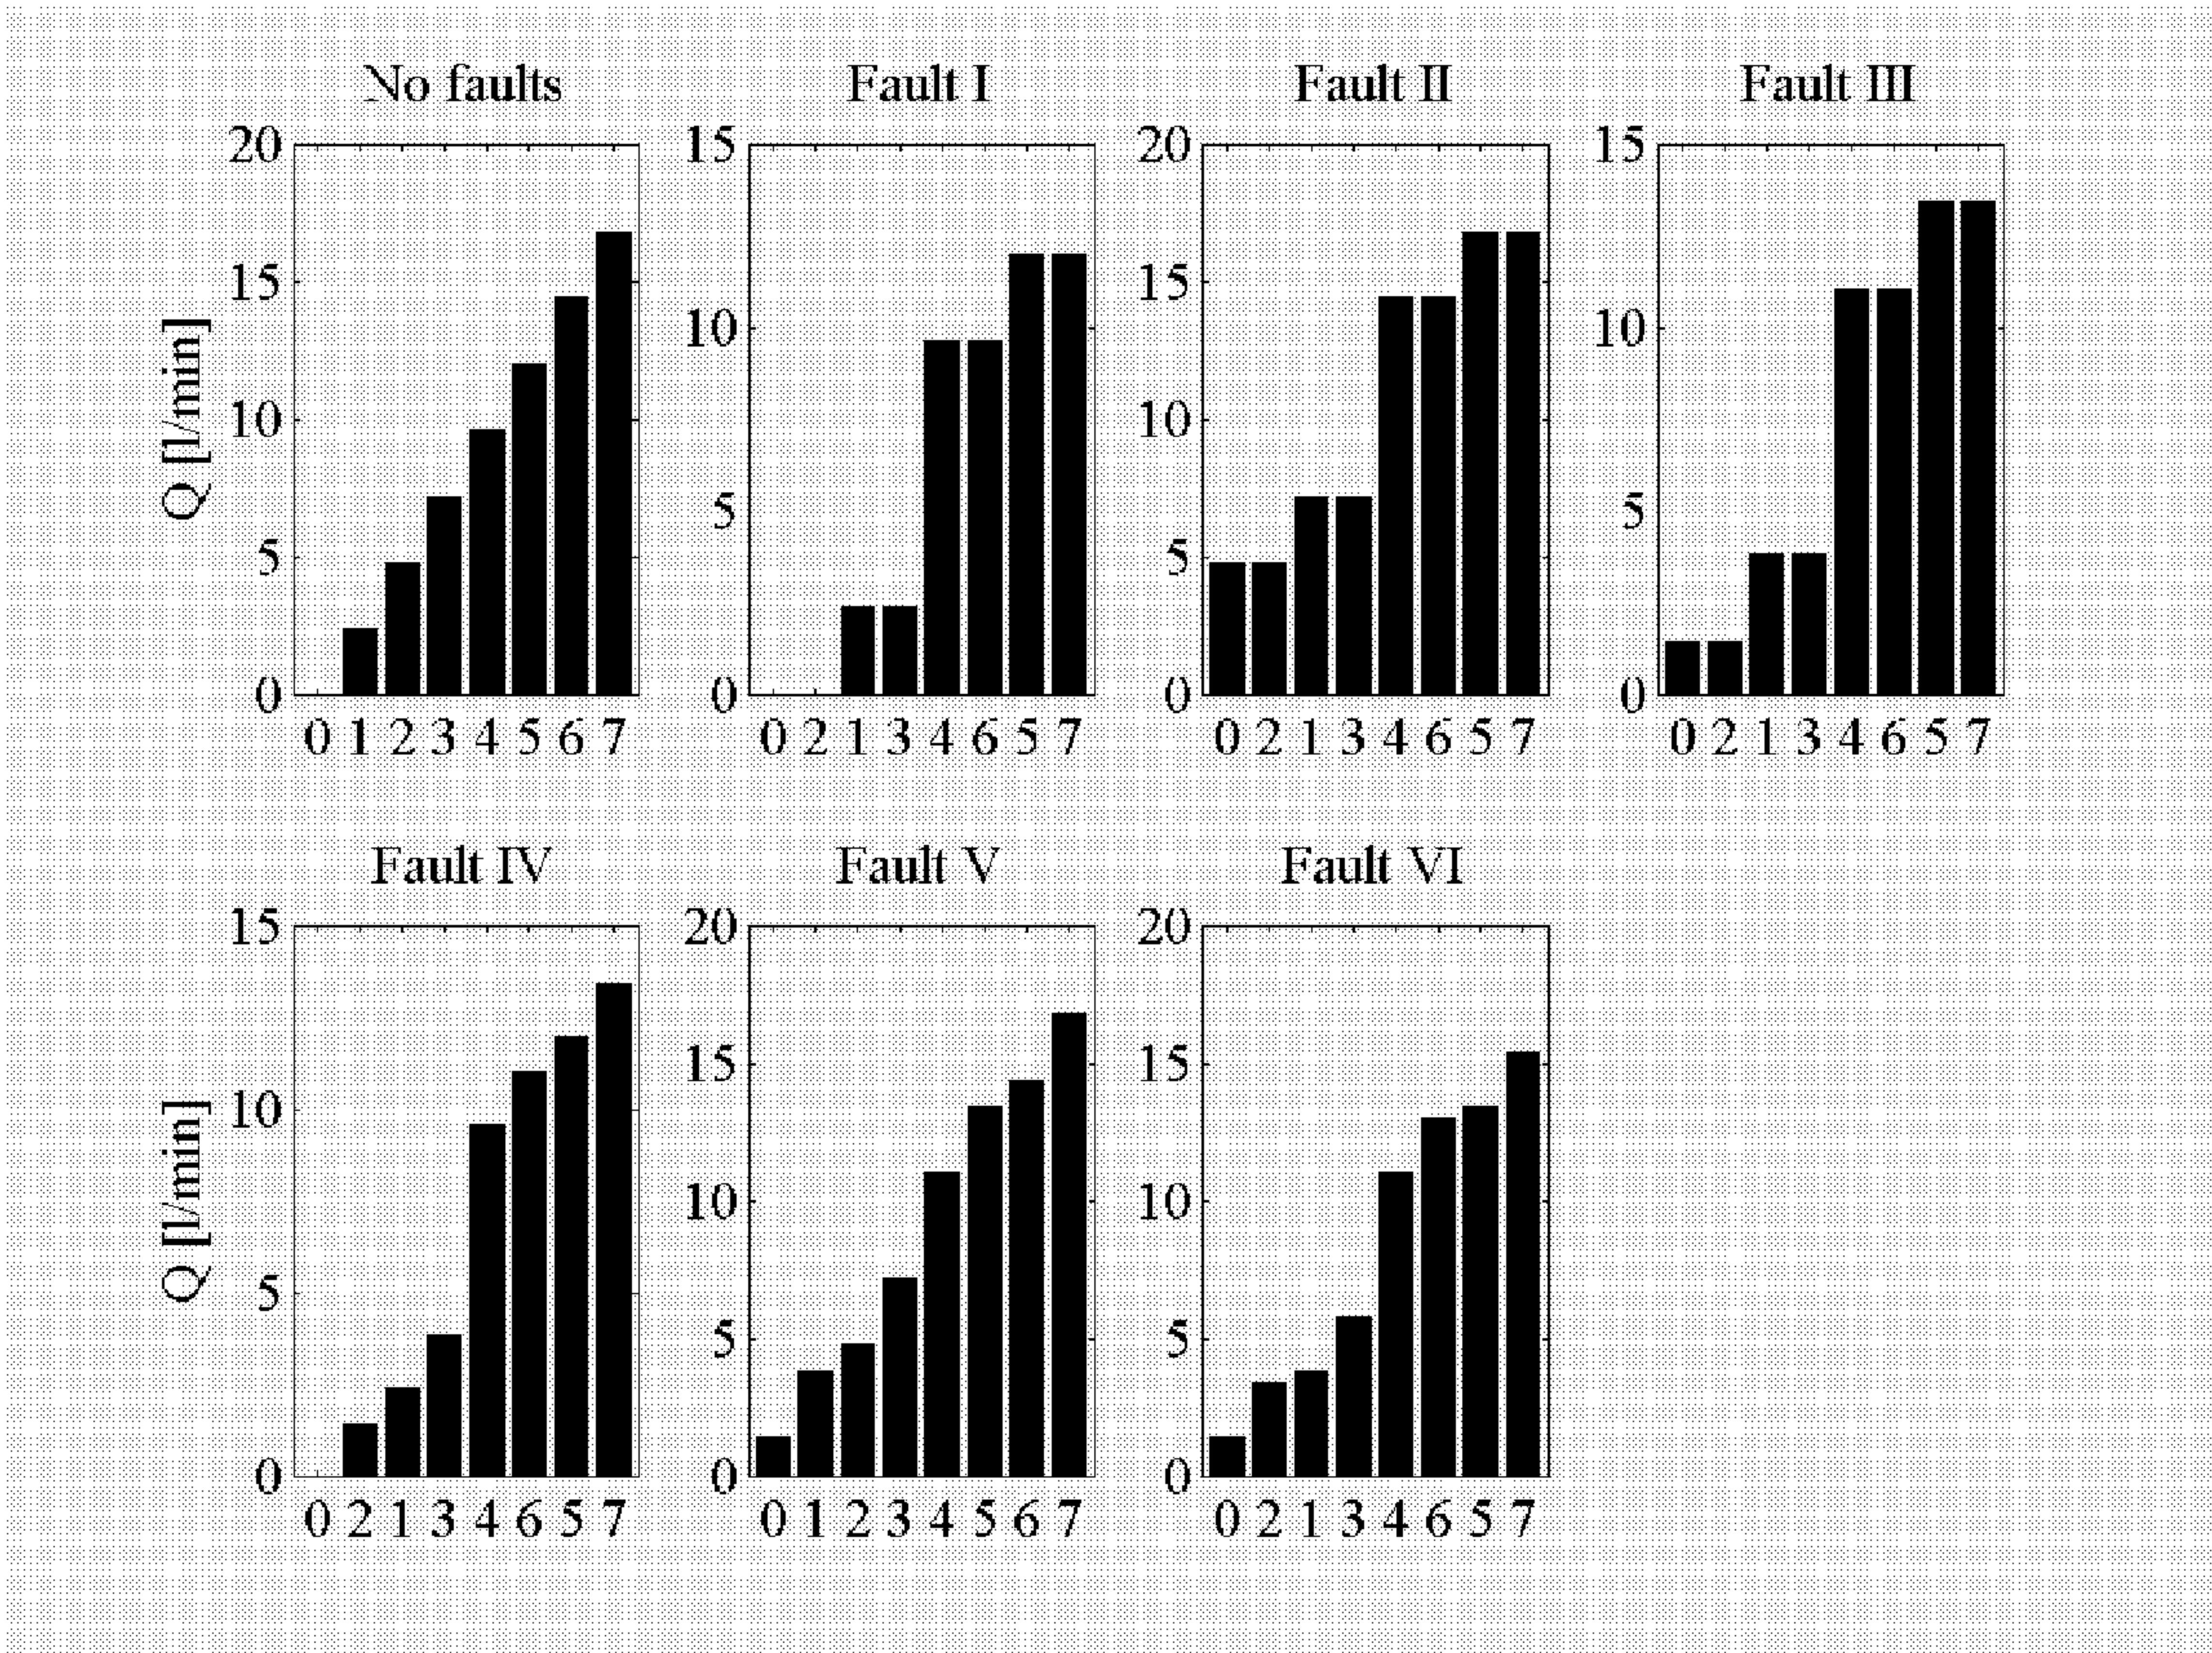 No faults Fault I Fault II Fault III
20 15 20 15
15 10 15 10
10 5 10 5
5 0 5 0
0 0
Q [l/min]
0 1 2 3 4 5 6 7 0 2 1 3 4 6 5 7 0 2 1 3 4 6 5 7 0 2 1 3 4 6 5 7
Fault IV Fault V Fault VI
15 20 20
10 15 15
5 10 10
0 5 5
0 0
Q [l/min]
0 2 1 3 4 6 5 7 0 1 2 3 4 5 6 7 0 2 1 3 4 6 5 7